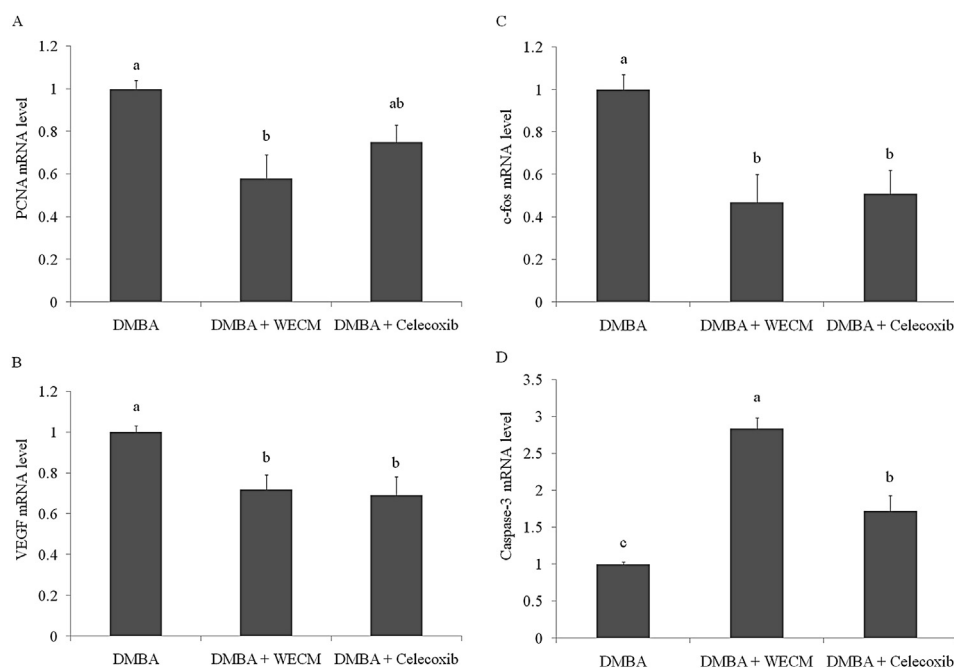 A
PCNA mRNA level
1.2
1
0.8
0.6
0.4
0.2
0
a
b
ab
DMBA
DMBA + WECM
DMBA + Celecoxib
B
VEGF mRNA level
1.2
1
0.8
0.6
0.4
0.2
0
a
b
b
DMBA
DMBA + WECM
DMBA + Celecoxib
C
c-fos mRNA level
1.2
1
0.8
0.6
0.4
0.2
0
a
b
b
DMBA
DMBA + WECM
DMBA + Celecoxib
D
Caspase-3 mRNA level
3.5
3
2.5
2
1.5
1
0.5
0
c
a
b
DMBA
DMBA + WECM
DMBA + Celecoxib